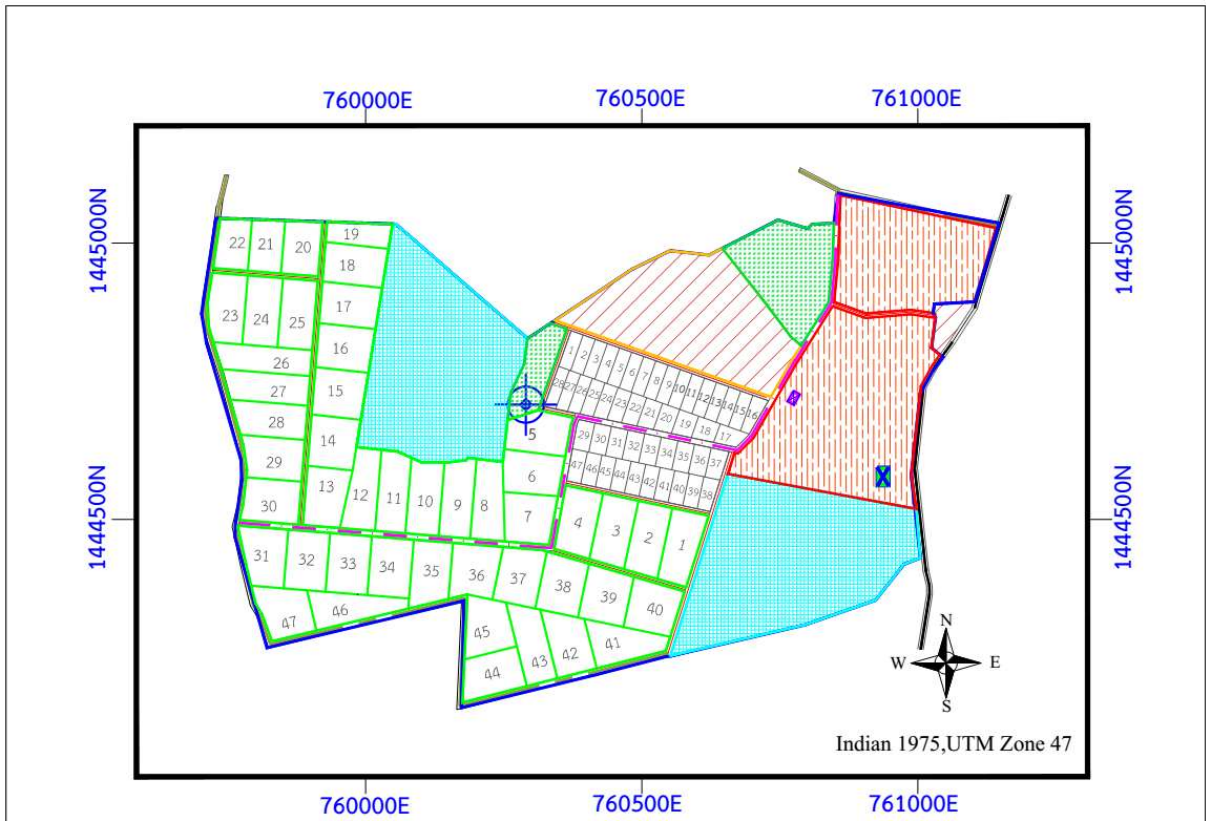 760000E 760500E 761000E
1445000N 1445000N
22 21 20 19
18
23 24 25 17
26 16
27 15
28 14
29 13 12 11 10 9 8
30
1 2 3 4 5 6 7 8 9 10 11 12 13 14 15 16
28 27 26 25 24 23 22 21 20 19 18 17
5
6
7
29 30 31 32 33 34 35 36 37
47 46 45 44 43 42 41 40 39 38
4 3 2 1
1444500N 1444500N
31 32 33 34 35 36 37 38 39 40
47 46 45 44 43 42 41
N
W E
S
Indian 1975,UTM Zone 47
760000E 760500E 761000E